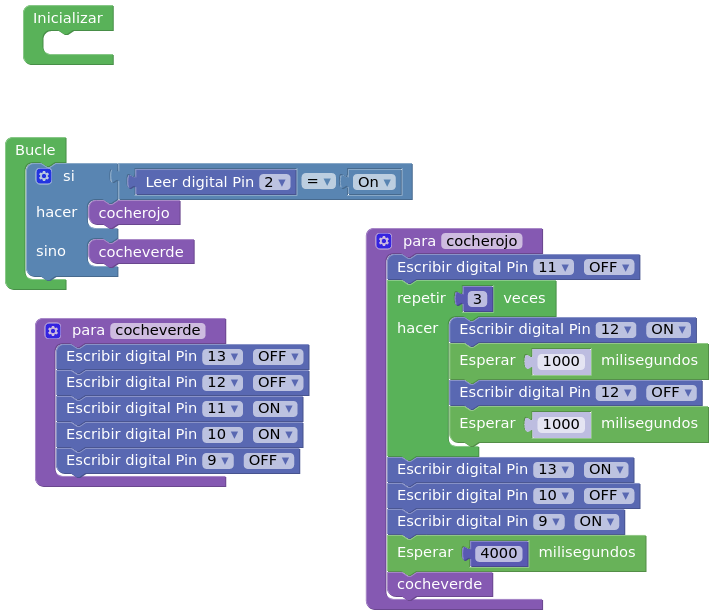 Inicializar
Bucle
si Leer digital Pin 2 = On
hacer cocherojo
sino cocheverde
para cocheverde
Escribir digital Pin 13 OFF
Escribir digital Pin 12 OFF
Escribir digital Pin 11 ON
Escribir digital Pin 10 ON
Escribir digital Pin 9 OFF
para cocherojo
Escribir digital Pin 11 OFF
repetir 3 veces
hacer Escribir digital Pin 12 ON
Esperar 1000 milisegundos
Escribir digital Pin 12 OFF
Esperar 1000 milisegundos
Escribir digital Pin 13 ON
Escribir digital Pin 10 OFF
Escribir digital Pin 9 ON
Esperar 4000 milisegundos
cocheverde